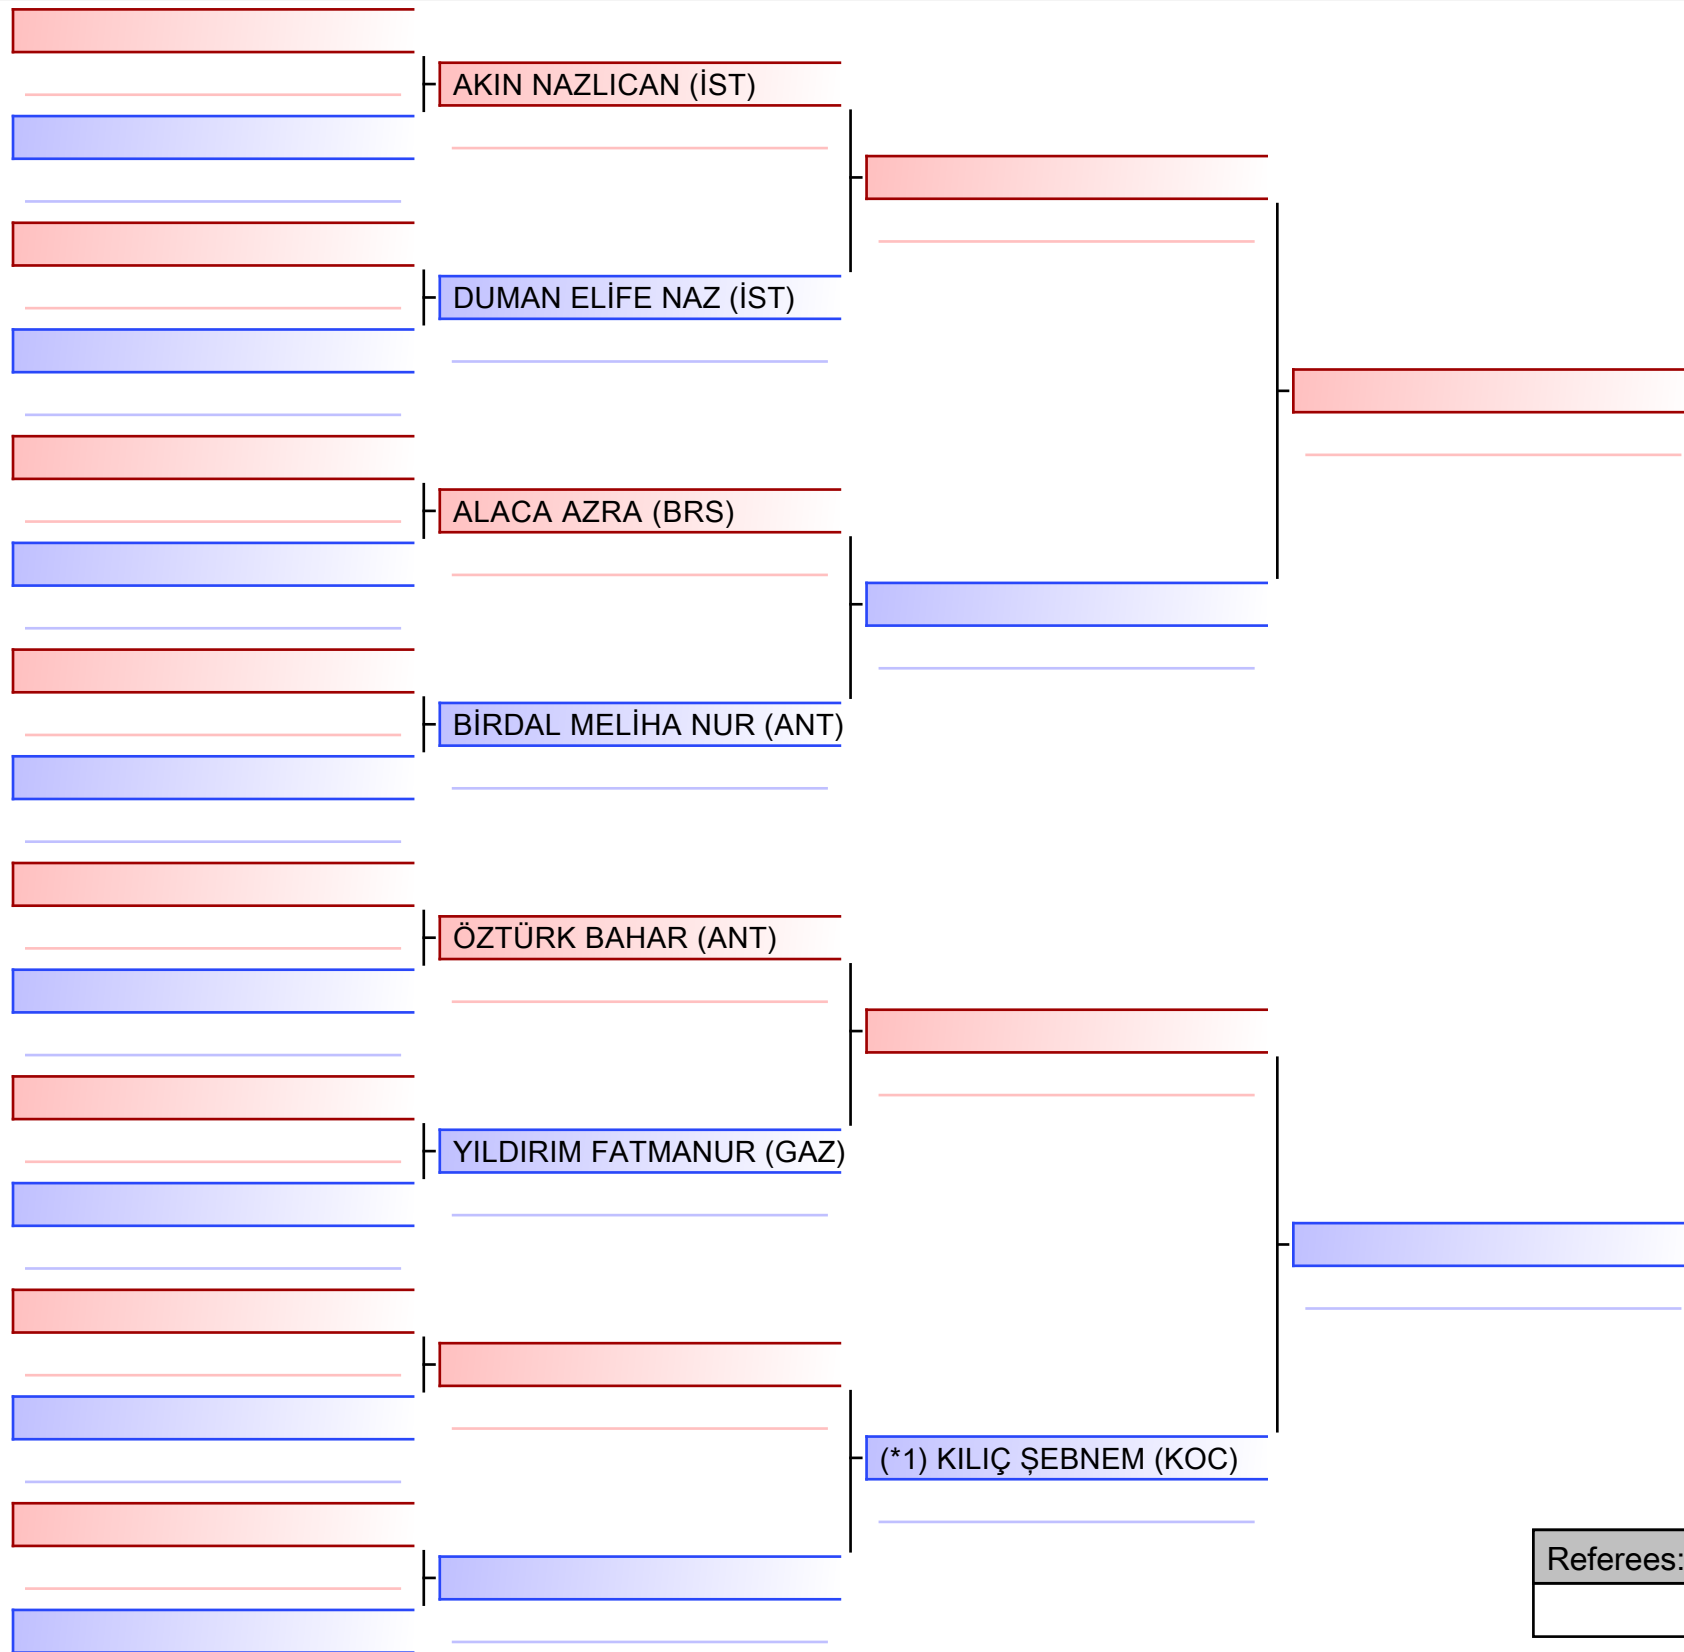 AKIN NAZLICAN (İST)
DUMAN ELİFE NAZ (İST)
ALACA AZRA (BRS)
BİRDAL MELİHA NUR (ANT)
ÖZTÜRK BAHAR (ANT)
YILDIRIM FATMANUR (GAZ)
(*1) KILIÇ ŞEBNEM (KOC)
Referees: